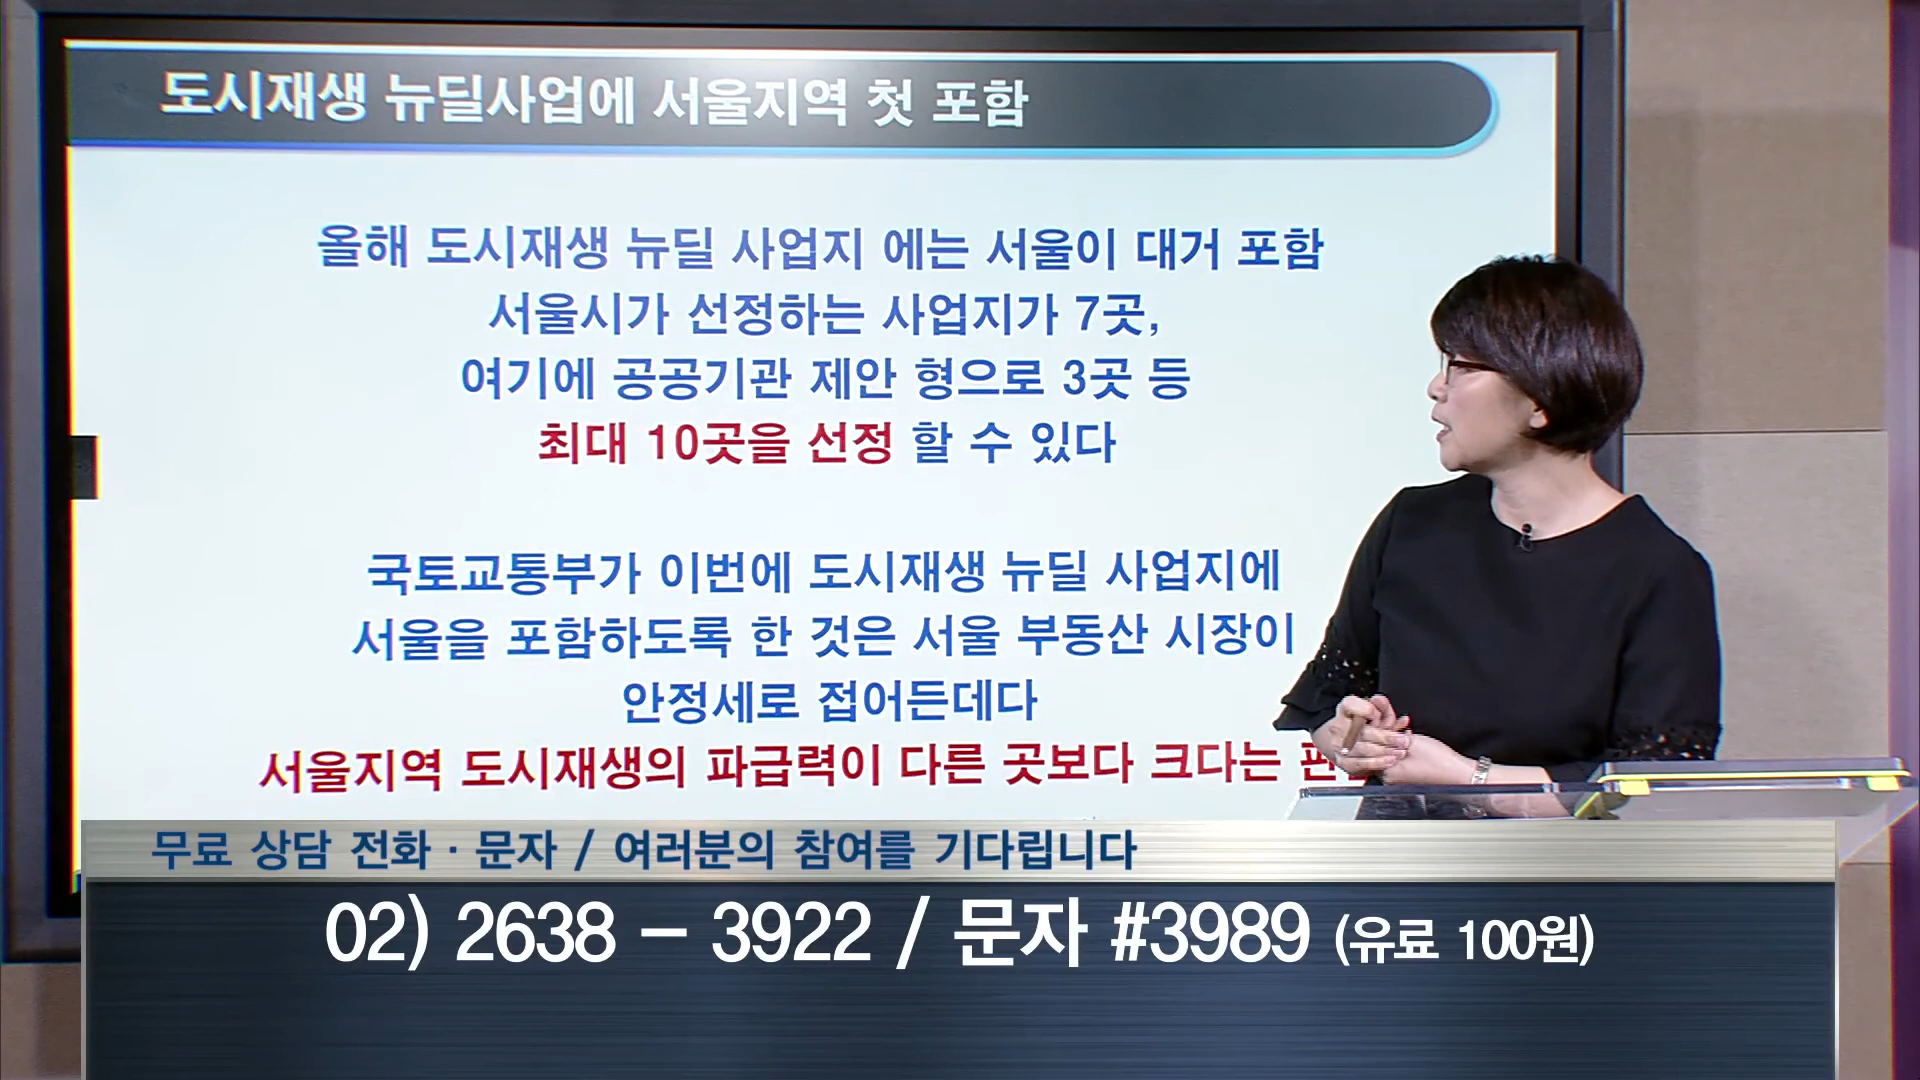 도시재생 뉴딜사업에 서울지역 첫 포함
올해 도시재생 뉴딜 사업지 에는 서울이 대거 포함
서울시가 선정하는 사업지가 7곳,
여기에 공공기관 제안 형으로 3곳 등
최대 10곳을 선정 할 수 있다
국토교통부가 이번에 도시재생 뉴딜 사업지에
서울을 포함하도록 한 것은 서울 부동산 시장이
안정세로 접어든데다
서울지역 도시재생의 파급력이 다른 곳보다 크다는
무료 상담 전화 · 문자 / 여러분의 참여를 기다립니다
02) 2638 - 3922 / 문자 #3989 (유료 100원)